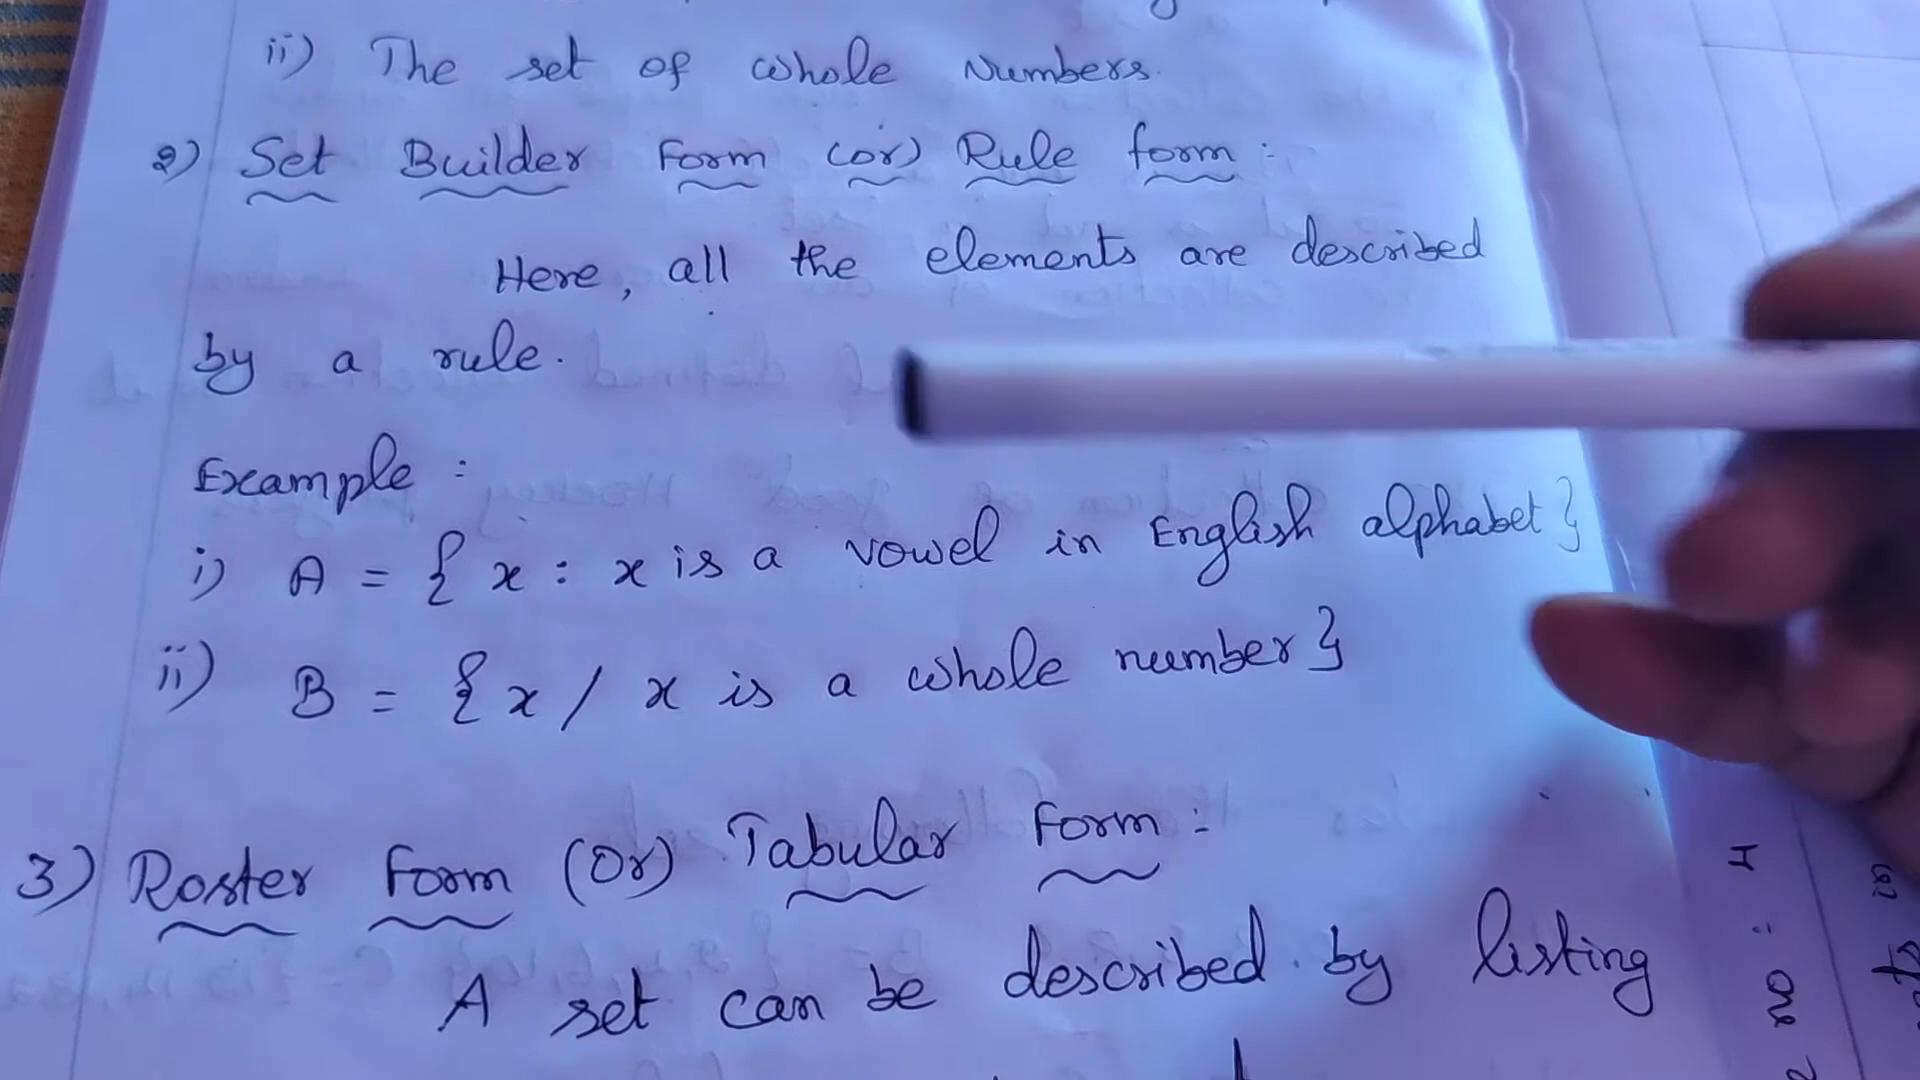 ii) The set of whole Numbers.
2) Set Builder Form (or) Rule form :-
Here, all the elements are described
by a rule.
Example :
i) A = { x : x is a vowel in English alphabet }
ii) B = { x / x is a whole number }
3) Roster Form (Or) Tabular Form :-
A set can be described by listing